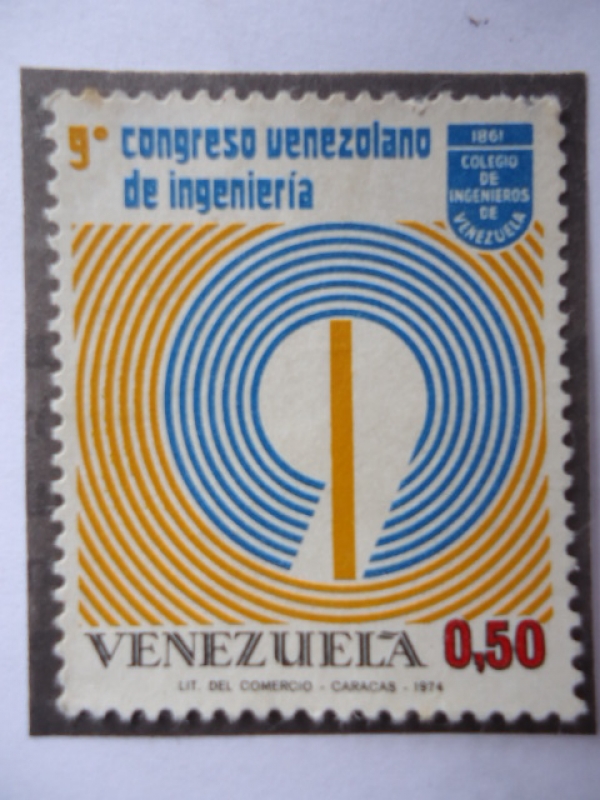 9° congreso venezolano
de ingeniería
1861
COLEGIO
DE
INGENIEROS
DE
VENEZUELA
VENEZUELA 0,50
LIT. DEL COMERCIO - CARACAS - 1974